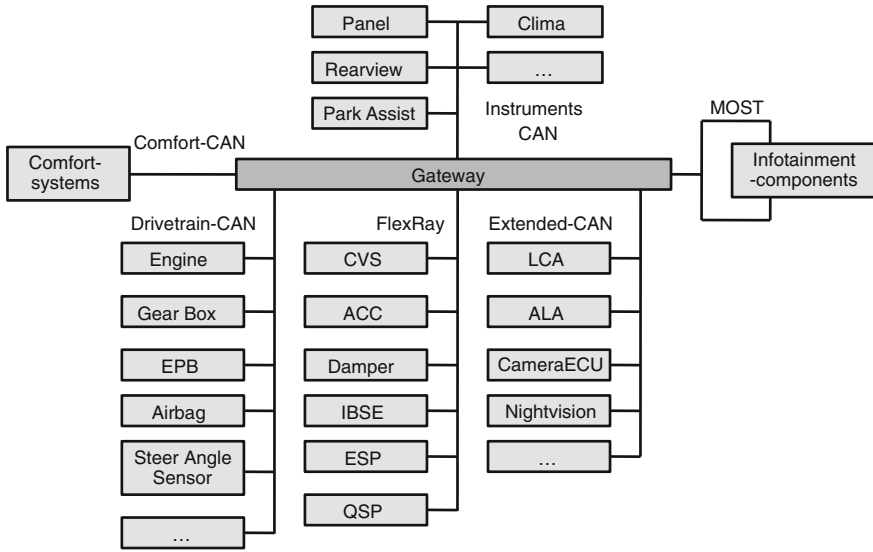 Panel
Clima
Rearview
...
Park Assist
Instruments
CAN
MOST
Comfort-CAN
Comfort-
systems
Gateway
Infotainment
-components
Drivetrain-CAN
FlexRay
Extended-CAN
Engine
CVS
LCA
Gear Box
ACC
ALA
EPB
Damper
CameraECU
Airbag
IBSE
Nightvision
Steer Angle
Sensor
ESP
...
QSP
...